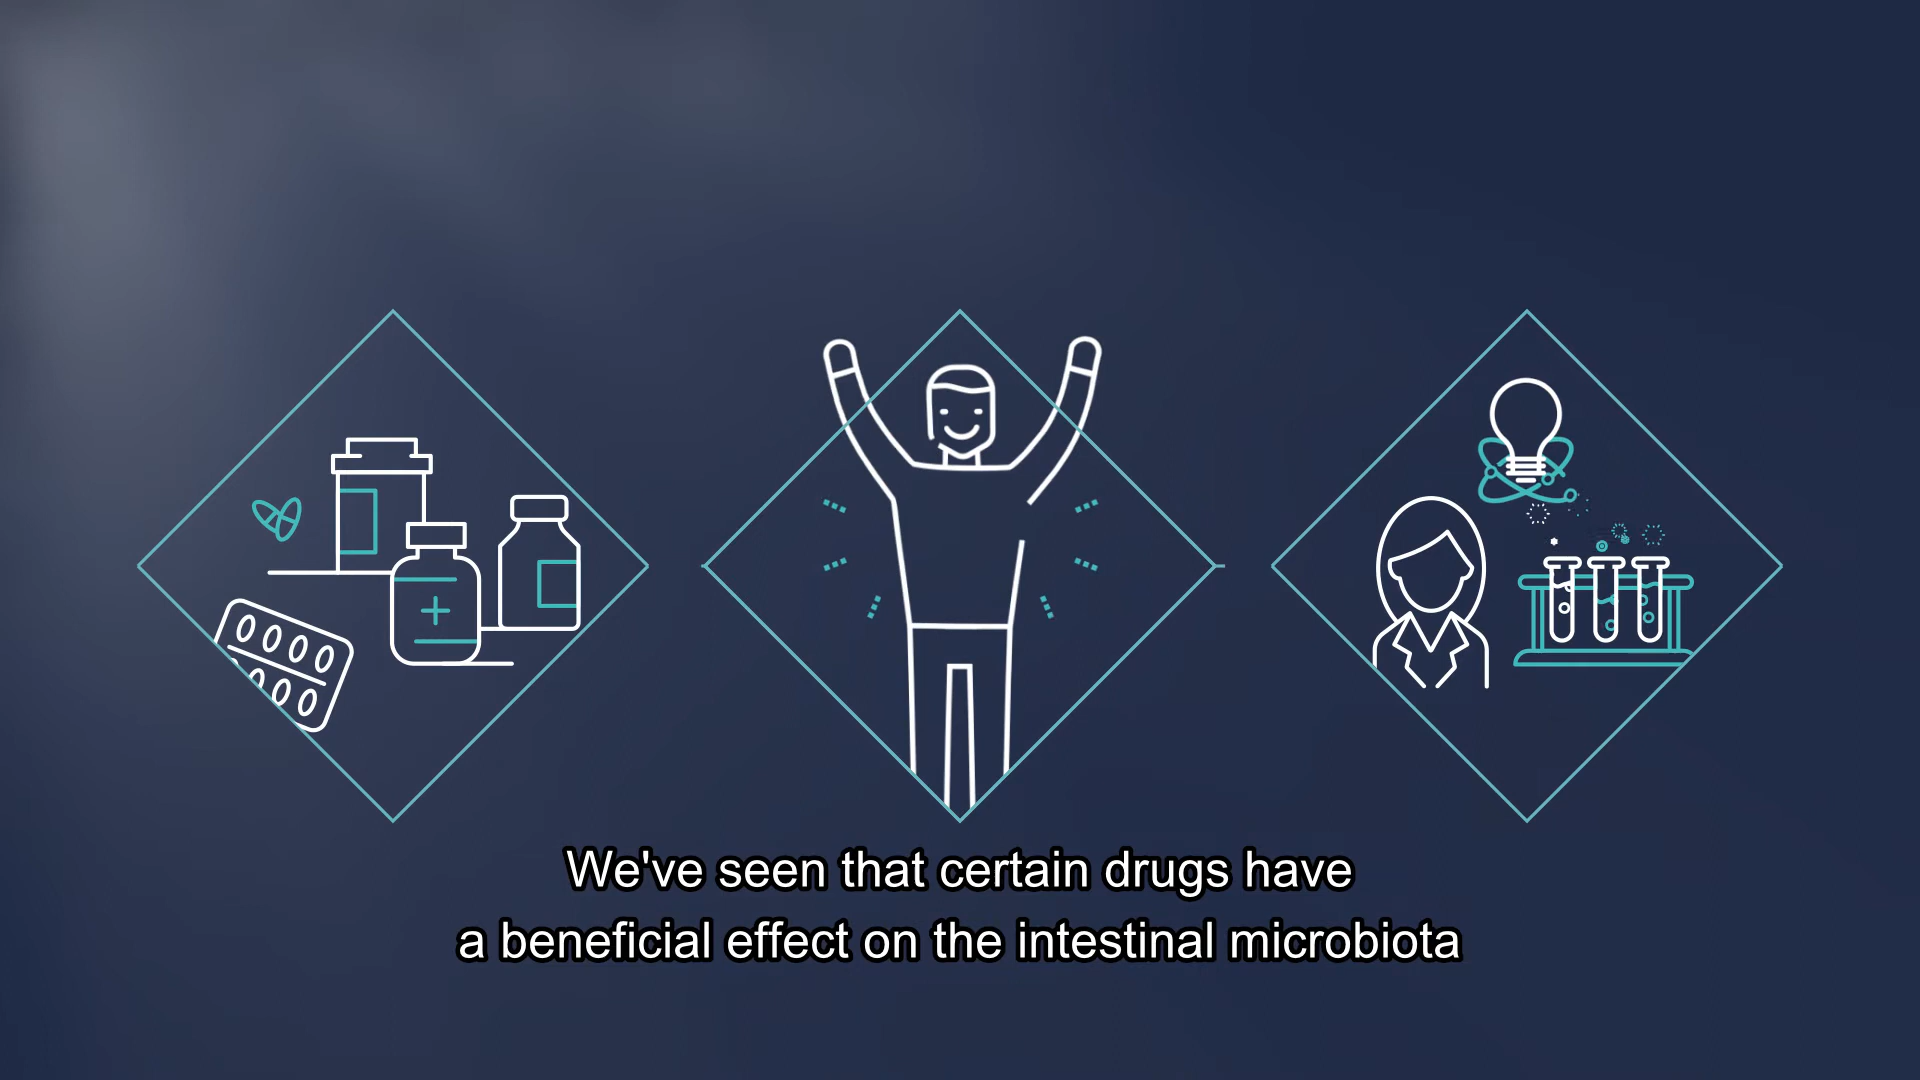 We've seen that certain drugs have
a beneficial effect on the intestinal microbiota